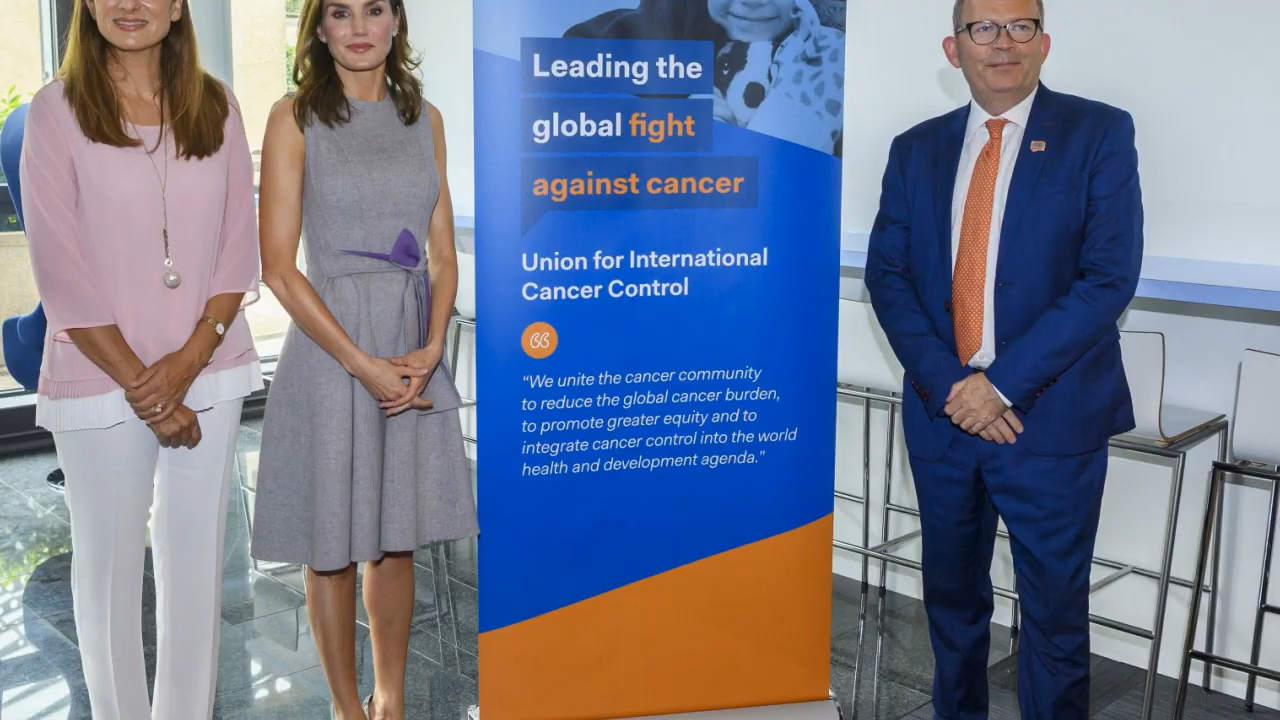 Leading the
global fight
against cancer
Union for International
Cancer Control
“We unite the cancer community
to reduce the global cancer burden,
to promote greater equity and to
integrate cancer control into the world
health and development agenda.”